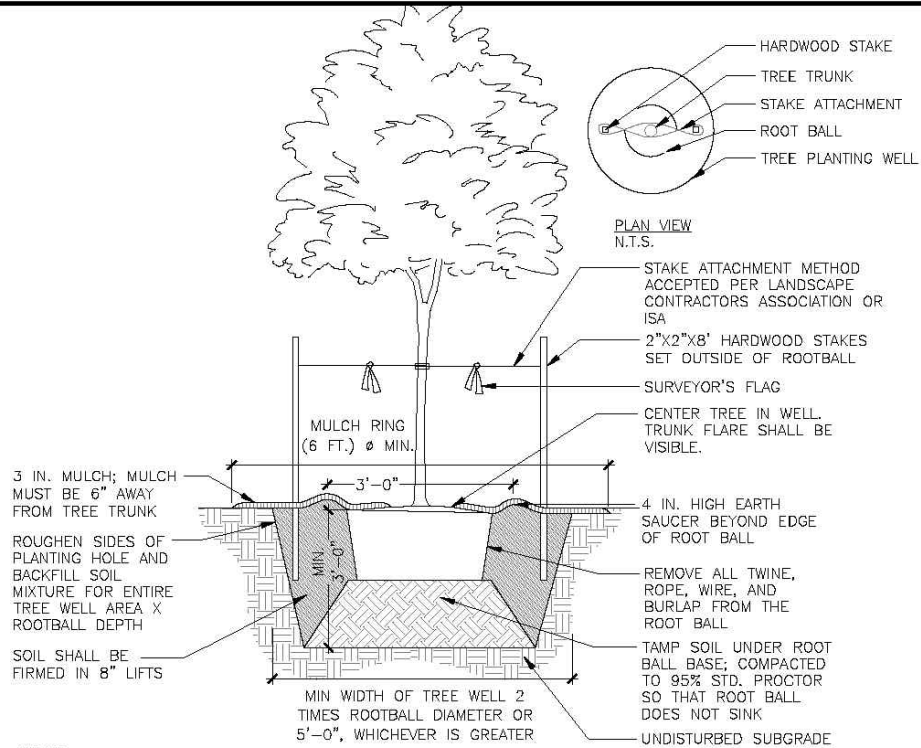 HARDWOOD STAKE
TREE TRUNK
STAKE ATTACHMENT
ROOT BALL
TREE PLANTING WELL
PLAN VIEW
N.T.S.
STAKE ATTACHMENT METHOD
ACCEPTED PER LANDSCAPE
CONTRACTORS ASSOCIATION OR
ISA
2"X2"X8' HARDWOOD STAKES
SET OUTSIDE OF ROOTBALL
SURVEYOR'S FLAG
MULCH RING
(6 FT.) ø MIN.
CENTER TREE IN WELL.
TRUNK FLARE SHALL BE
VISIBLE.
3 IN. MULCH; MULCH
MUST BE 6" AWAY
FROM TREE TRUNK
3'-0"
4 IN. HIGH EARTH
SAUCER BEYOND EDGE
OF ROOT BALL
ROUGHEN SIDES OF
PLANTING HOLE AND
BACKFILL SOIL
MIXTURE FOR ENTIRE
TREE WELL AREA X
ROOTBALL DEPTH
MIN
3'-0"
REMOVE ALL TWINE,
ROPE, WIRE, AND
BURLAP FROM THE
ROOT BALL
SOIL SHALL BE
FIRMED IN 8" LIFTS
TAMP SOIL UNDER ROOT
BALL BASE; COMPACTED
TO 95% STD. PROCTOR
SO THAT ROOT BALL
DOES NOT SINK
MIN WIDTH OF TREE WELL 2
TIMES ROOTBALL DIAMETER OR
5'-0", WHICHEVER IS GREATER
UNDISTURBED SUBGRADE